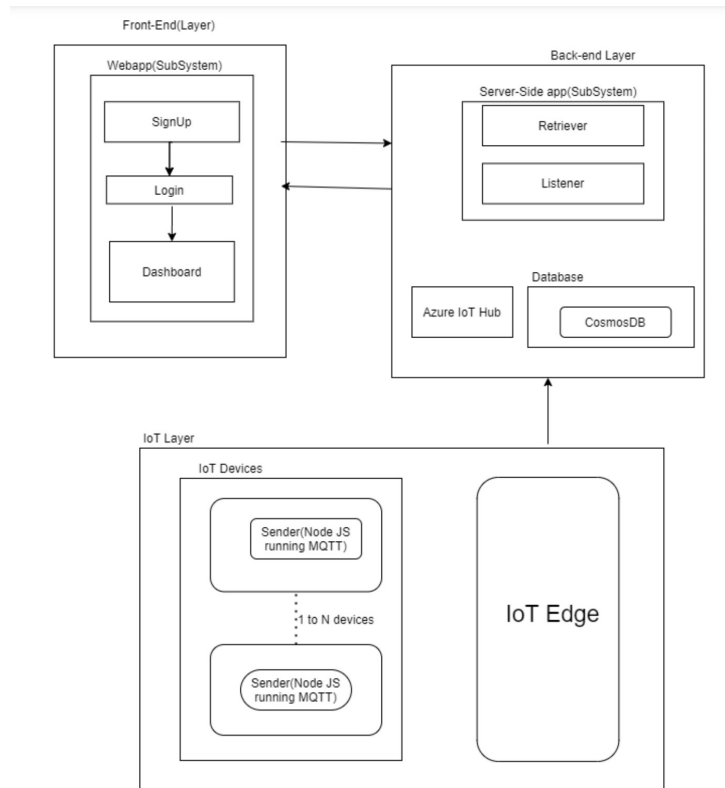 Front-End(Layer)
Webapp(SubSystem)
SignUp
Login
Dashboard
Back-end Layer
Server-Side app(SubSystem)
Retriever
Listener
Azure IoT Hub
Database
CosmosDB
IoT Layer
IoT Devices
Sender(Node JS
running MQTT)
1 to N devices
Sender(Node JS
running MQTT)
IoT Edge